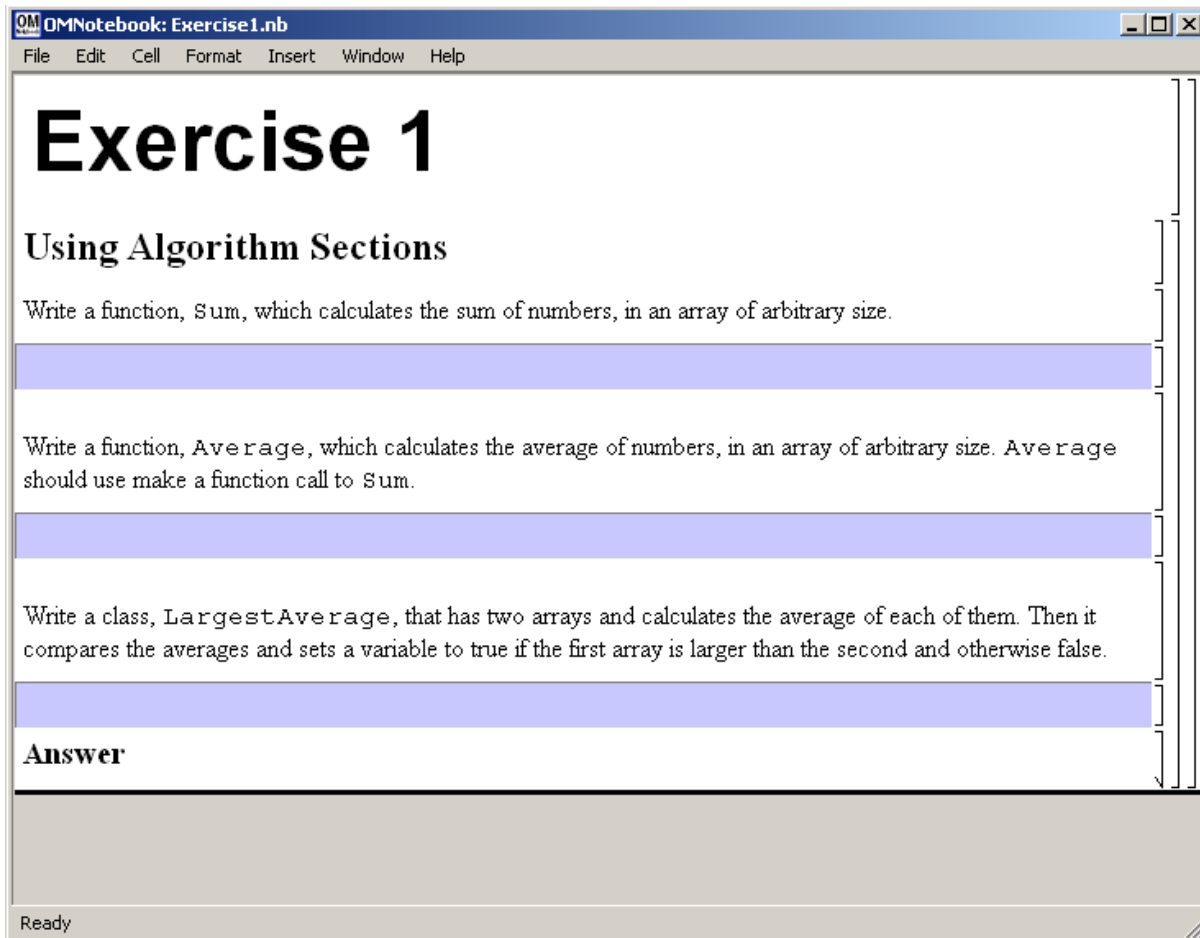 OMNotebook: Exercise1.nb
File Edit Cell Format Insert Window Help
Exercise 1
Using Algorithm Sections
Write a function, Sum, which calculates the sum of numbers, in an array of arbitrary size.
Write a function, Average, which calculates the average of numbers, in an array of arbitrary size. Average
should use make a function call to Sum.
Write a class, LargestAverage, that has two arrays and calculates the average of each of them. Then it
compares the averages and sets a variable to true if the first array is larger than the second and otherwise false.
Answer
Ready